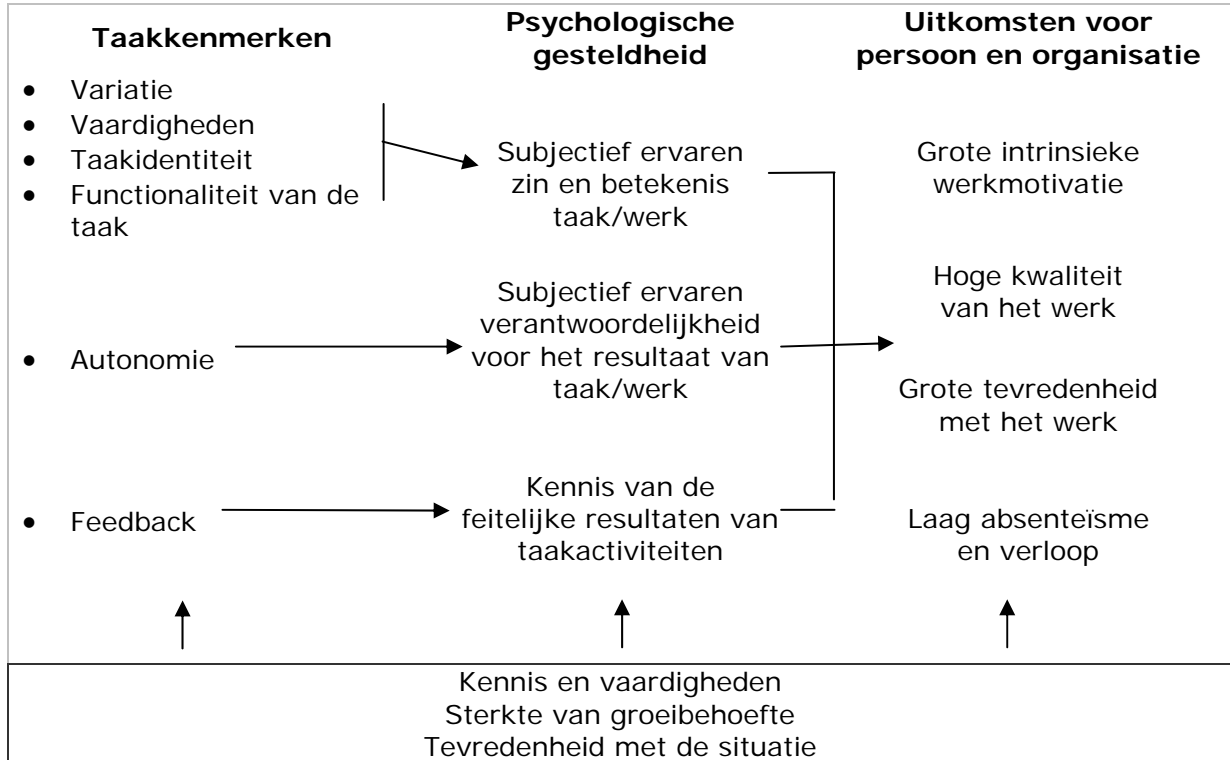 Taakkenmerken
• Variatie
• Vaardigheden
• Taakidentiteit
• Functionaliteit van de
taak
• Autonomie
• Feedback
Psychologische
gesteldheid
Subjectief ervaren
zin en betekenis
taak/werk
Subjectief ervaren
verantwoordelijkheid
voor het resultaat van
taak/werk
Kennis van de
feitelijke resultaten van
taakactiviteiten
Uitkomsten voor
persoon en organisatie
Grote intrinsieke
werkmotivatie
Hoge kwaliteit
van het werk
Grote tevredenheid
met het werk
Laag absenteïsme
en verloop
Kennis en vaardigheden
Sterkte van groeibehoefte
Tevredenheid met de situatie